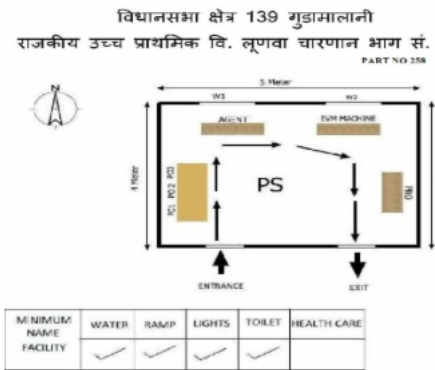 विधानसभा क्षेत्र 139 गुडामालानी
राजकीय उच्च प्राथमिक वि. लूणवा चारणान भाग सं.
PART NO 258
N
5 Meter
W1 W2
AGENT EVM MACHINE
4 Meter
PO1 PO2 PO3
PS
PRO
ENTRANCE EXIT
MINIMUM NAME FACILITY WATER RAMP LIGHTS TOILET HEALTH CARE